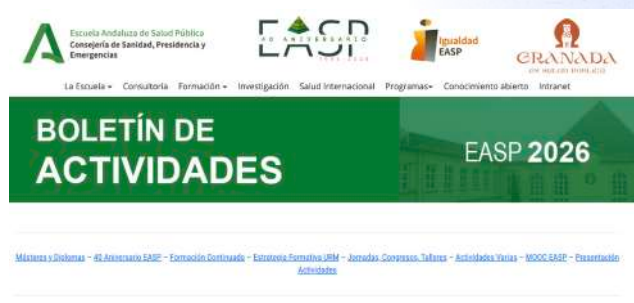 Escuela Andaluza de Salud Pública
Consejería de Sanidad, Presidencia y
Emergencias
EASP
40 ANIVERSARIO
Igualdad
EASP
GRANADA
La Escuela Consultoría Formación Investigación Salud Internacional Programas Conocimiento abierto Intranet
BOLETÍN DE
ACTIVIDADES
EASP 2026
Másteres y Diplomas – 40 Aniversario EASP – Formación Continuada – Estrategia Formativa URM – Jornadas, Congresos, Talleres – Actividades Varias – MOOC EASP – Presentación
Actividades